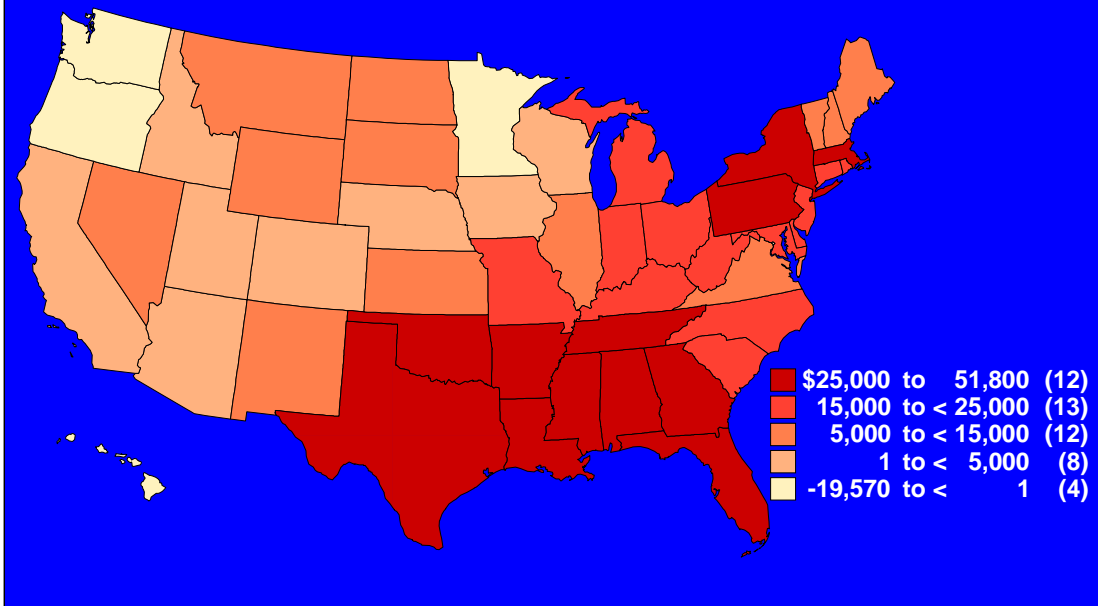 $25,000 to 51,800 (12)
15,000 to < 25,000 (13)
5,000 to < 15,000 (12)
1 to < 5,000 (8)
-19,570 to < 1 (4)